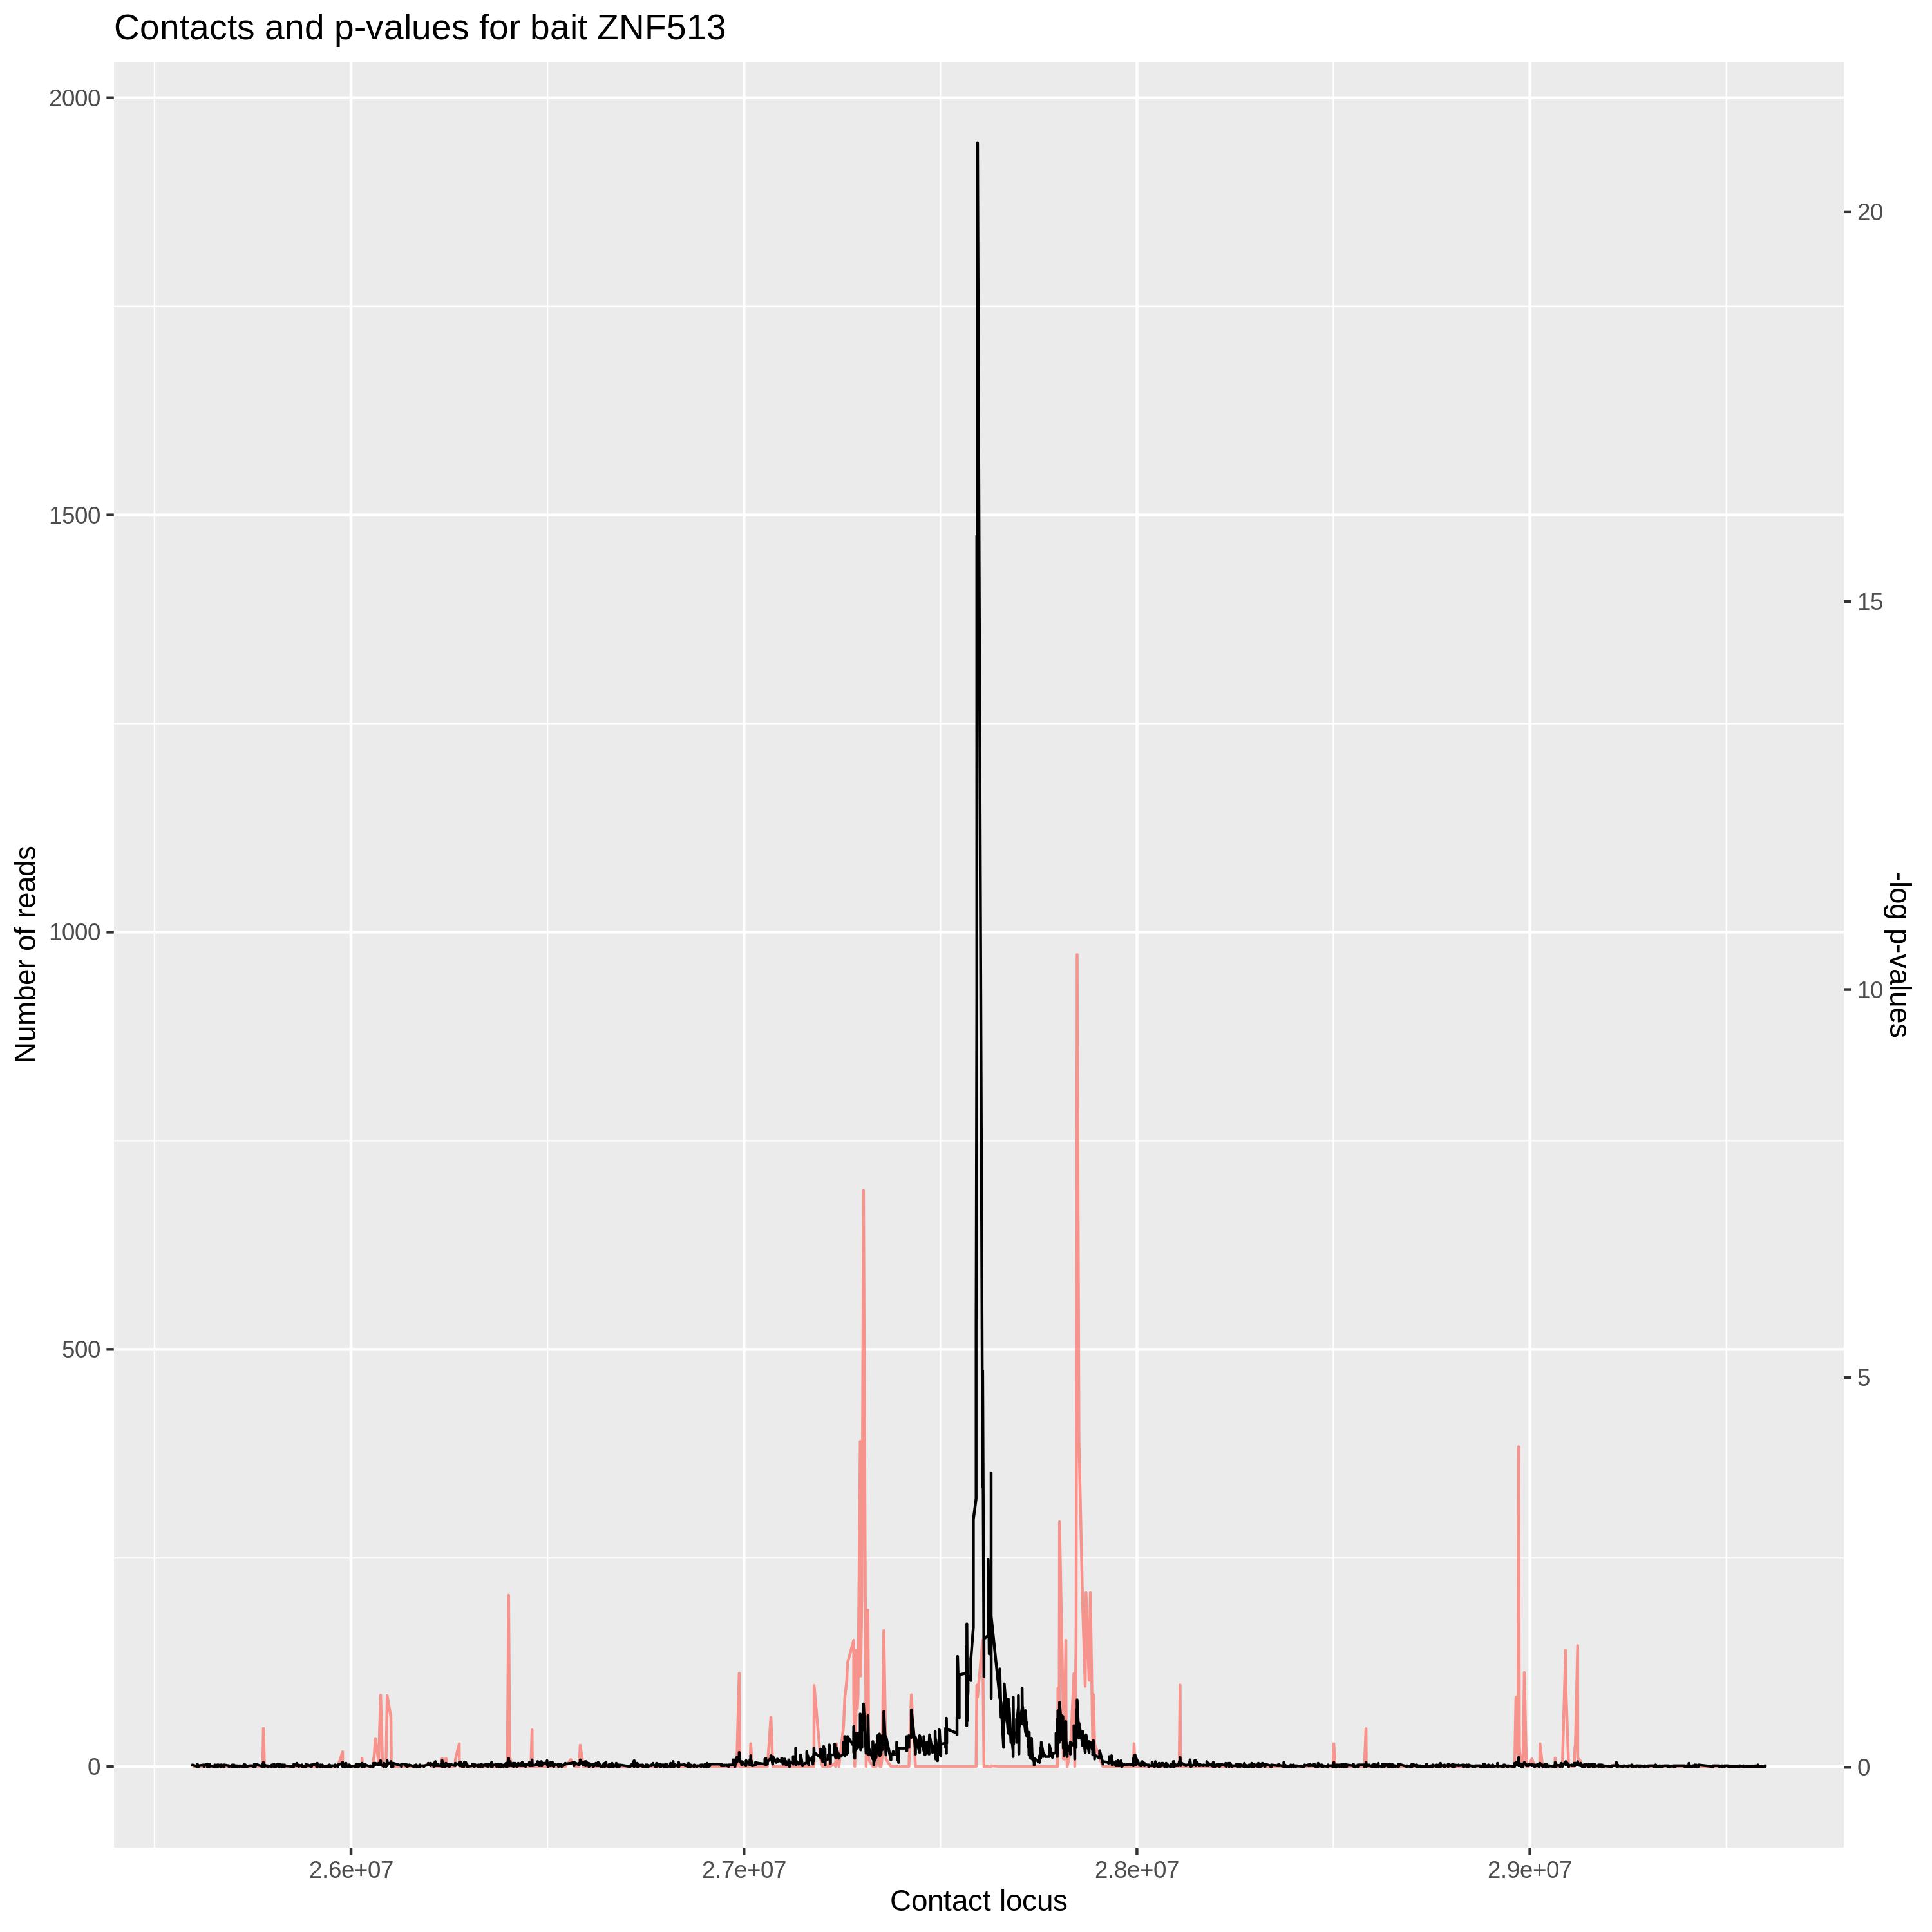 Contacts and p-values for bait ZNF513
Number of reads
2000
1500
1000
500
0
20
15
10
5
0
-log p-values
2.6e+07
2.7e+07
2.8e+07
2.9e+07
Contact locus